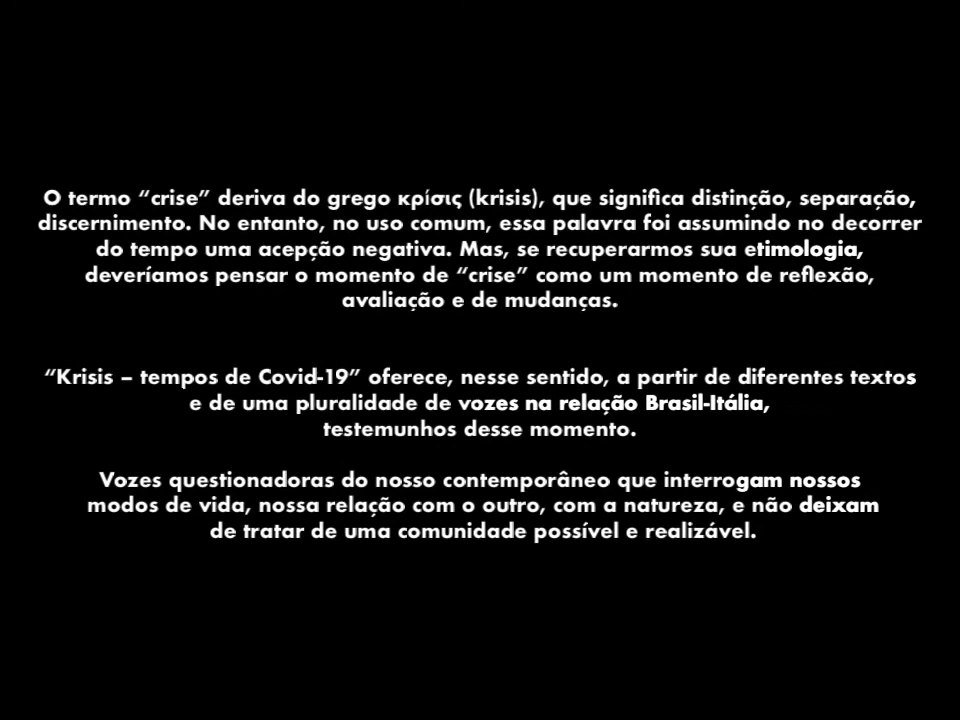 O termo “crise” deriva do grego κρίσις (krisis), que significa distinção, separação,
discernimento. No entanto, no uso comum, essa palavra foi assumindo no decorrer
do tempo uma acepção negativa. Mas, se recuperarmos sua etimologia,
deveríamos pensar o momento de “crise” como um momento de reflexão,
avaliação e de mudanças.
“Krisis – tempos de Covid-19” oferece, nesse sentido, a partir de diferentes textos
e de uma pluralidade de vozes na relação Brasil-Itália,
testemunhos desse momento.
Vozes questionadoras do nosso contemporâneo que interrogam nossos
modos de vida, nossa relação com o outro, com a natureza, e não deixam
de tratar de uma comunidade possível e realizável.